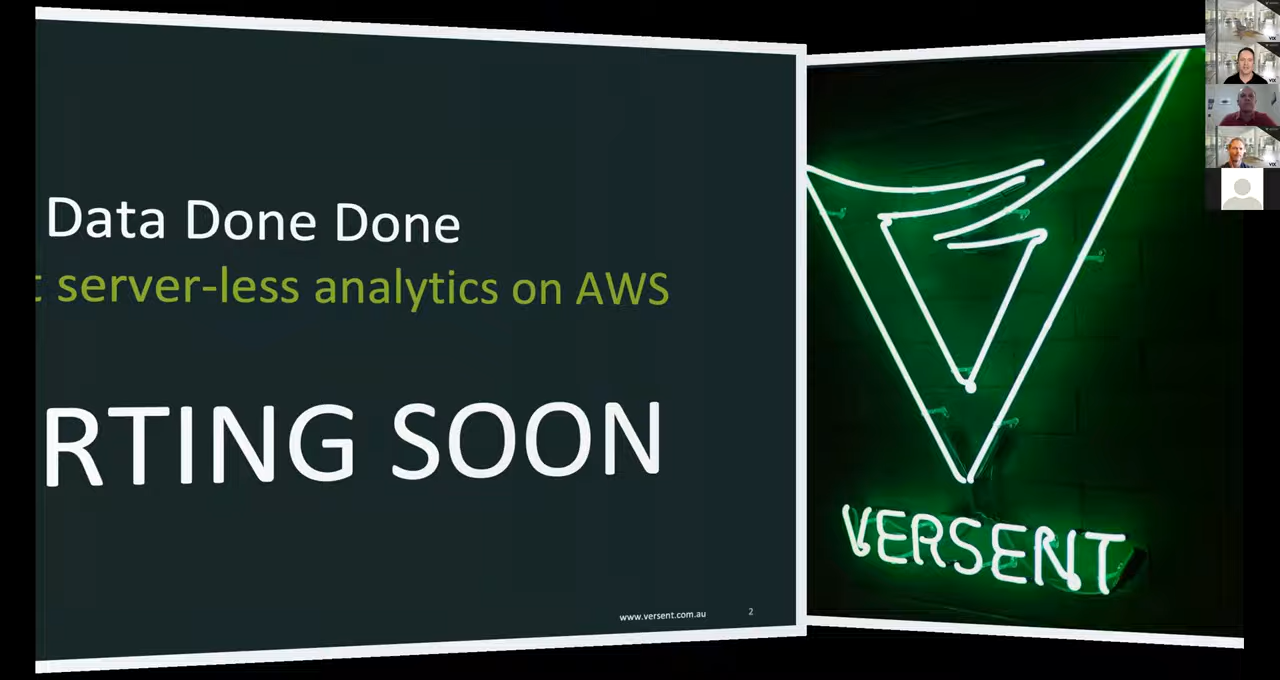 Data Done Done
t server-less analytics on AWS
RTING SOON
www.versent.com.au
2
VERSENT